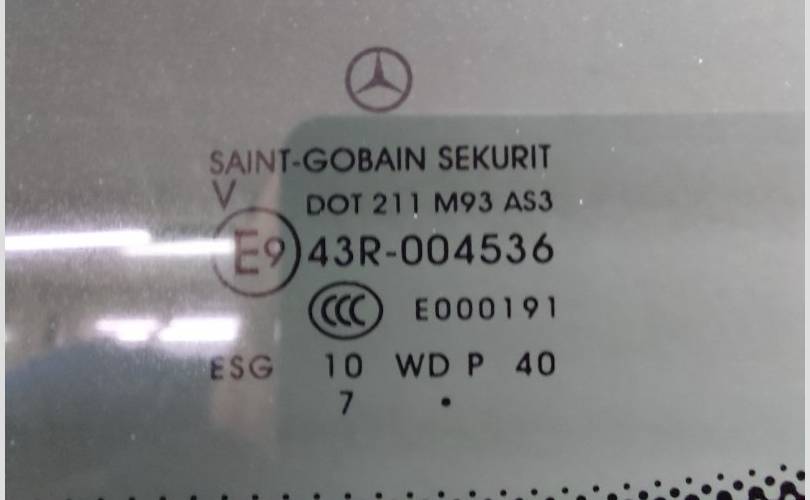 SAINT-GOBAIN SEKURIT
V DOT 211 M93 AS3
E9 43R-004536
CCC E000191
ESG 10 WD P 40
7 •